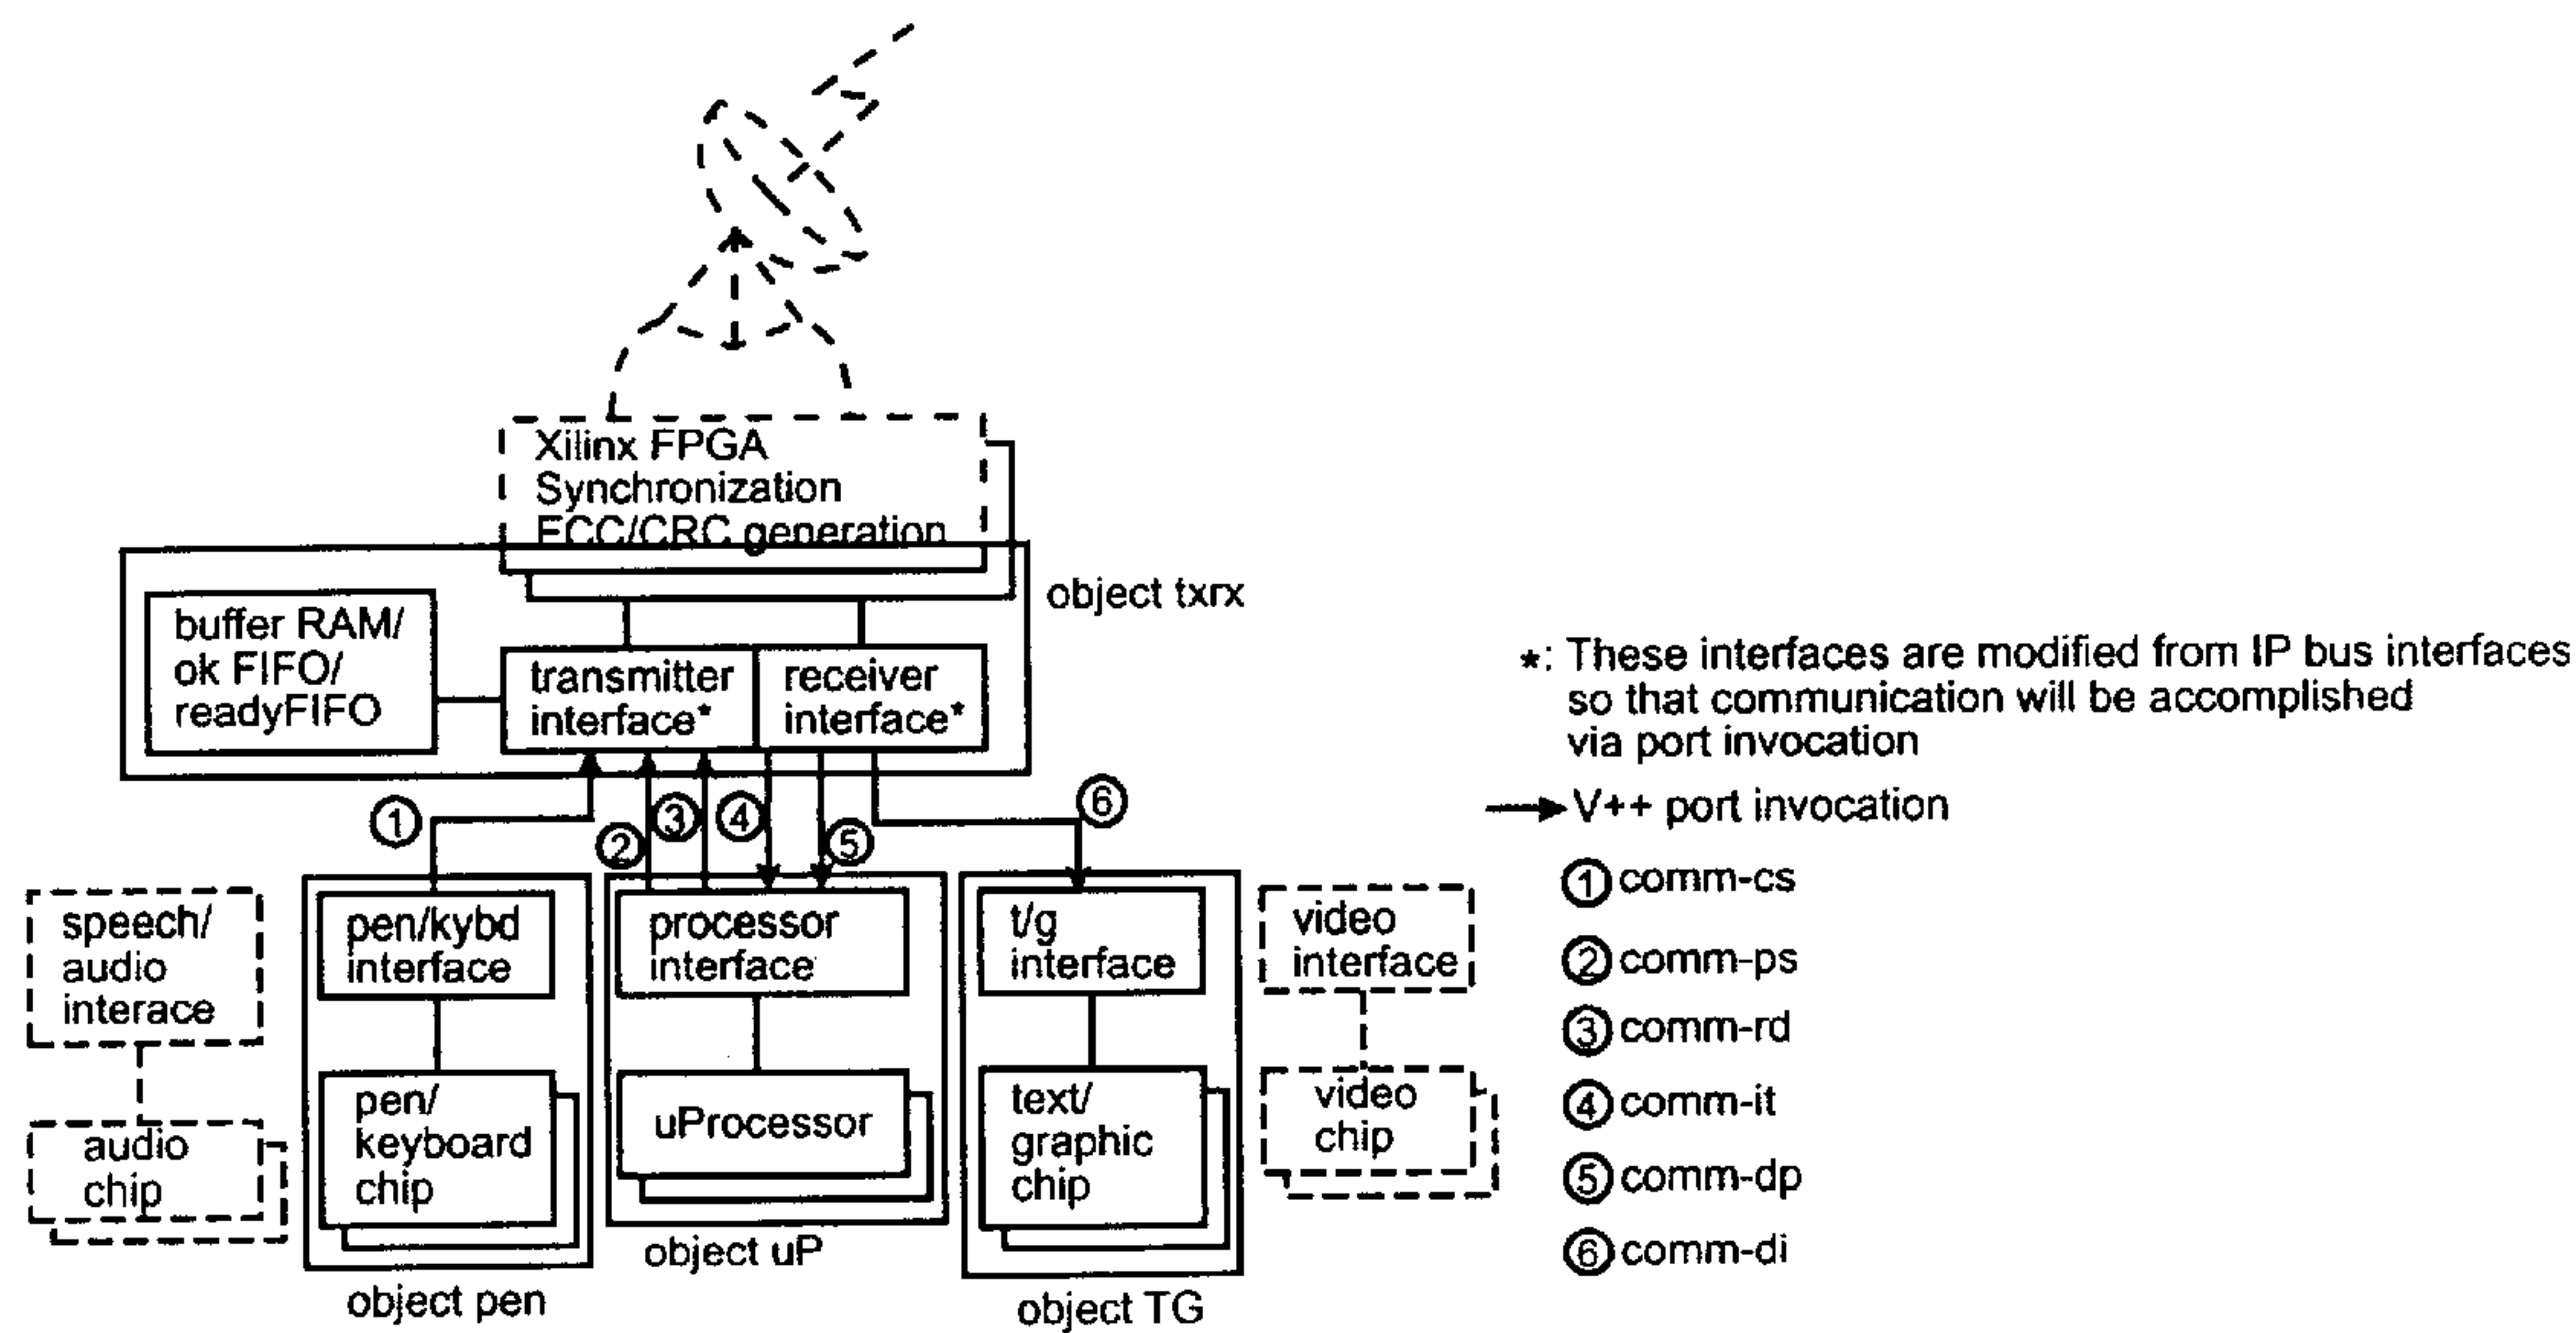 Xilinx FPGA
Synchronization
ECC/CRC generation
object txrx
buffer RAM/
ok FIFO/
readyFIFO
transmitter
interface*
receiver
interface*
*: These interfaces are modified from IP bus interfaces
so that communication will be accomplished
via port invocation
V++ port invocation
1
2
3
4
5
6
speech/
audio
interace
audio
chip
pen/kybd
interface
pen/
keyboard
chip
object pen
processor
interface
uProcessor
object uP
t/g
interface
text/
graphic
chip
object TG
video
interface
video
chip
1 comm-cs
2 comm-ps
3 comm-rd
4 comm-it
5 comm-dp
6 comm-di